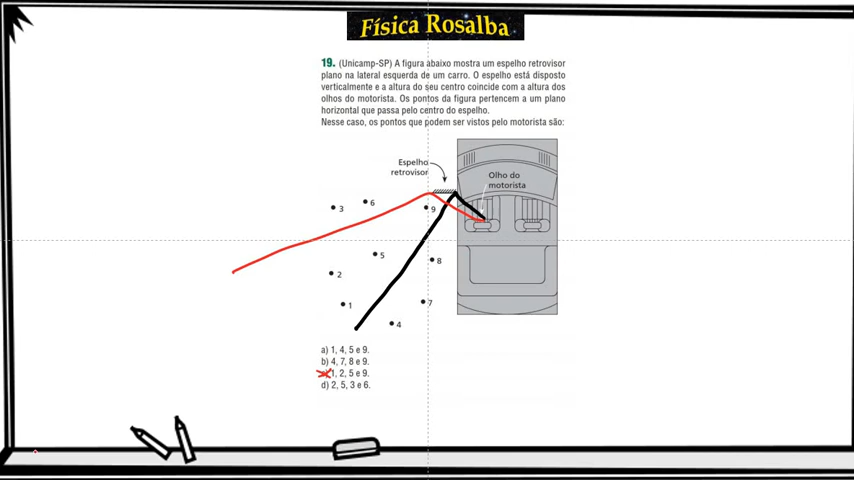 Física Rosalba
19. (Unicamp-SP) A figura abaixo mostra um espelho retrovisor
plano na lateral esquerda de um carro. O espelho está disposto
verticalmente e a altura do seu centro coincide com a altura dos
olhos do motorista. Os pontos da figura pertencem a um plano
horizontal que passa pelo centro do espelho.
Nesse caso, os pontos que podem ser vistos pelo motorista são:
Espelho
retrovisor
Olho do
motorista
6
3
9
5
8
2
1
7
4
a) 1, 4, 5 e 9.
b) 4, 7, 8 e 9.
c) 1, 2, 5 e 9.
d) 2, 5, 3 e 6.